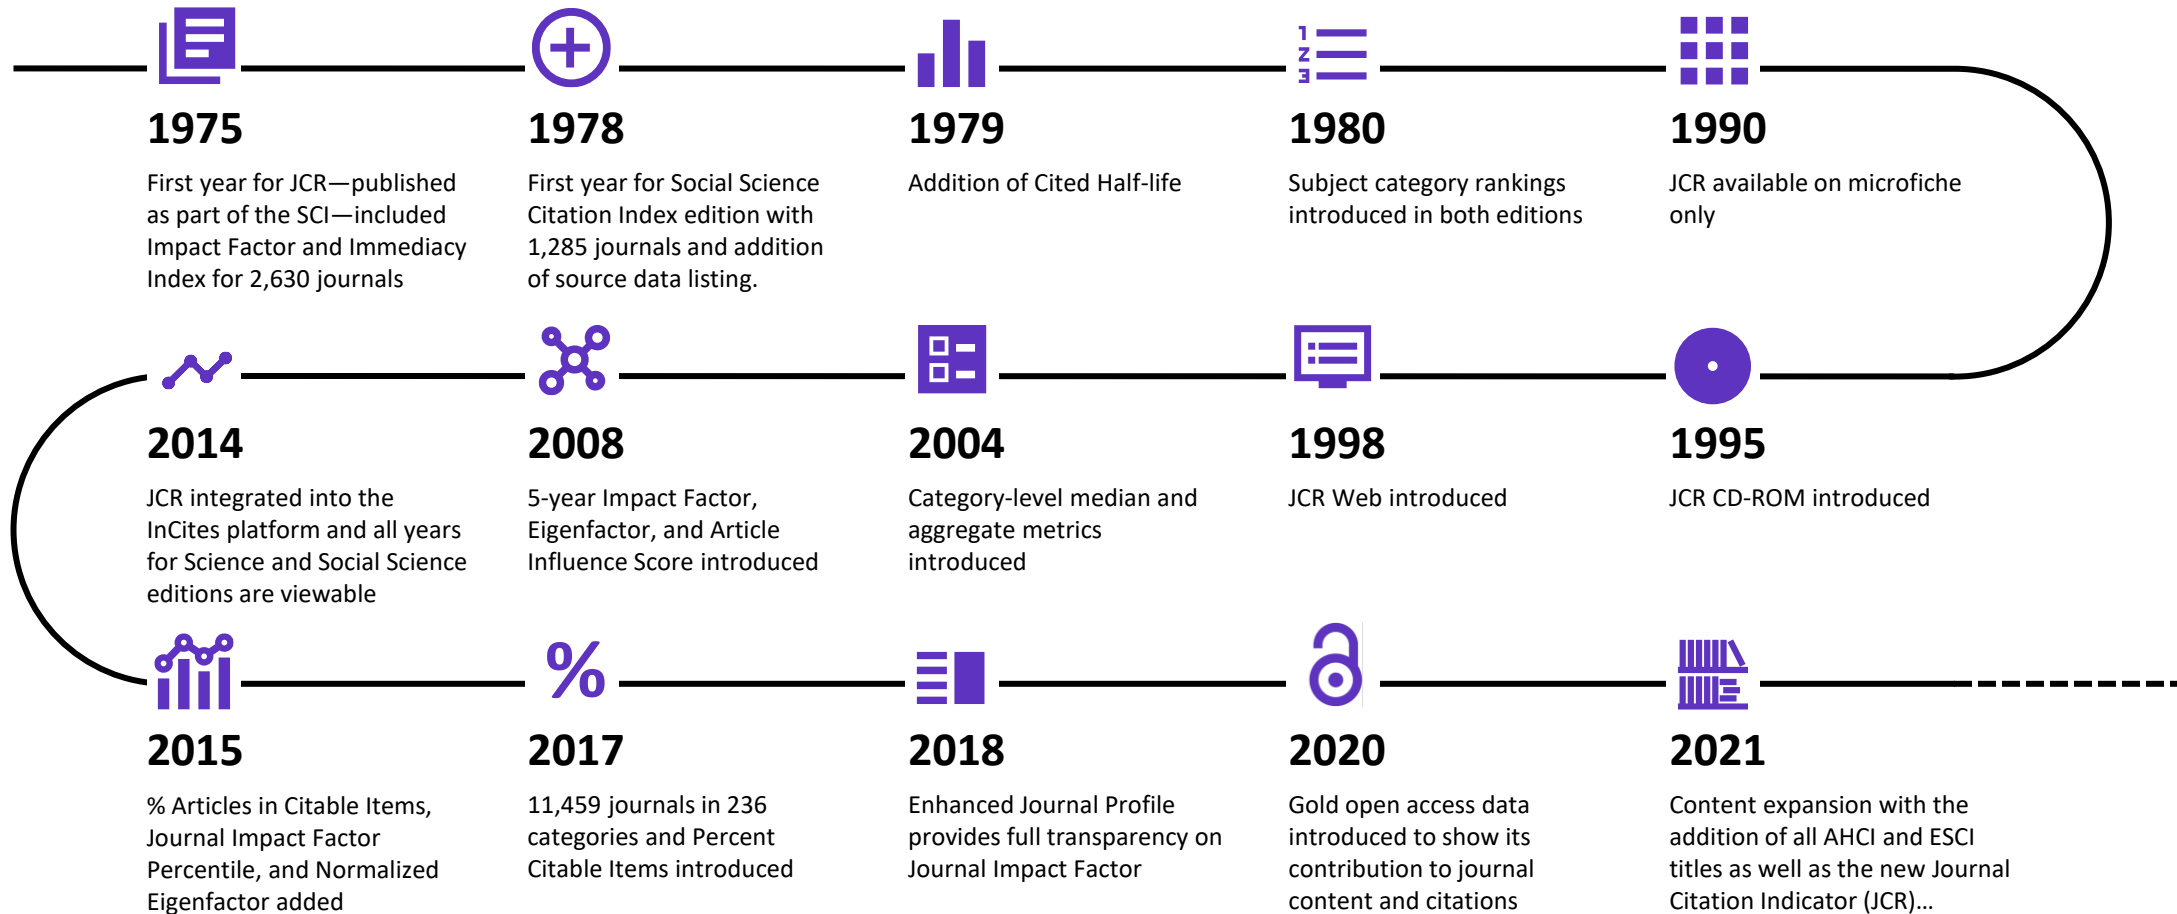 1975
First year for JCR—published
as part of the SCI—included
Impact Factor and Immediacy
Index for 2,630 journals
1978
First year for Social Science
Citation Index edition with
1,285 journals and addition
of source data listing.
1979
Addition of Cited Half-life
1
2
3
1980
Subject category rankings
introduced in both editions
1990
JCR available on microfiche
only
2014
JCR integrated into the
InCites platform and all years
for Science and Social Science
editions are viewable
2008
5-year Impact Factor,
Eigenfactor, and Article
Influence Score introduced
2004
Category-level median and
aggregate metrics
introduced
1998
JCR Web introduced
1995
JCR CD-ROM introduced
2015
% Articles in Citable Items,
Journal Impact Factor
Percentile, and Normalized
Eigenfactor added
%
2017
11,459 journals in 236
categories and Percent
Citable Items introduced
2018
Enhanced Journal Profile
provides full transparency on
Journal Impact Factor
2020
Gold open access data
introduced to show its
contribution to journal
content and citations
2021
Content expansion with the
addition of all AHCI and ESCI
titles as well as the new Journal
Citation Indicator (JCR)…